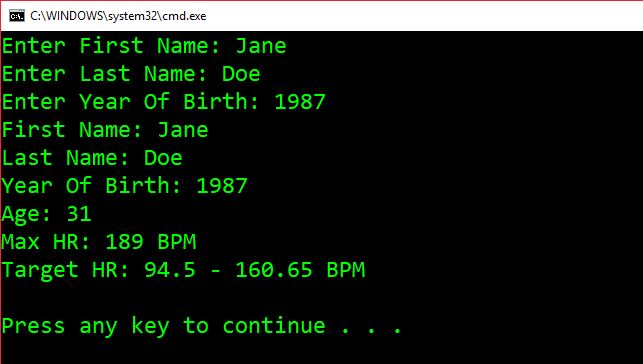 C:\WINDOWS\system32\cmd.exe
Enter First Name: Jane
Enter Last Name: Doe
Enter Year Of Birth: 1987
First Name: Jane
Last Name: Doe
Year Of Birth: 1987
Age: 31
Max HR: 189 BPM
Target HR: 94.5 - 160.65 BPM
Press any key to continue . . .